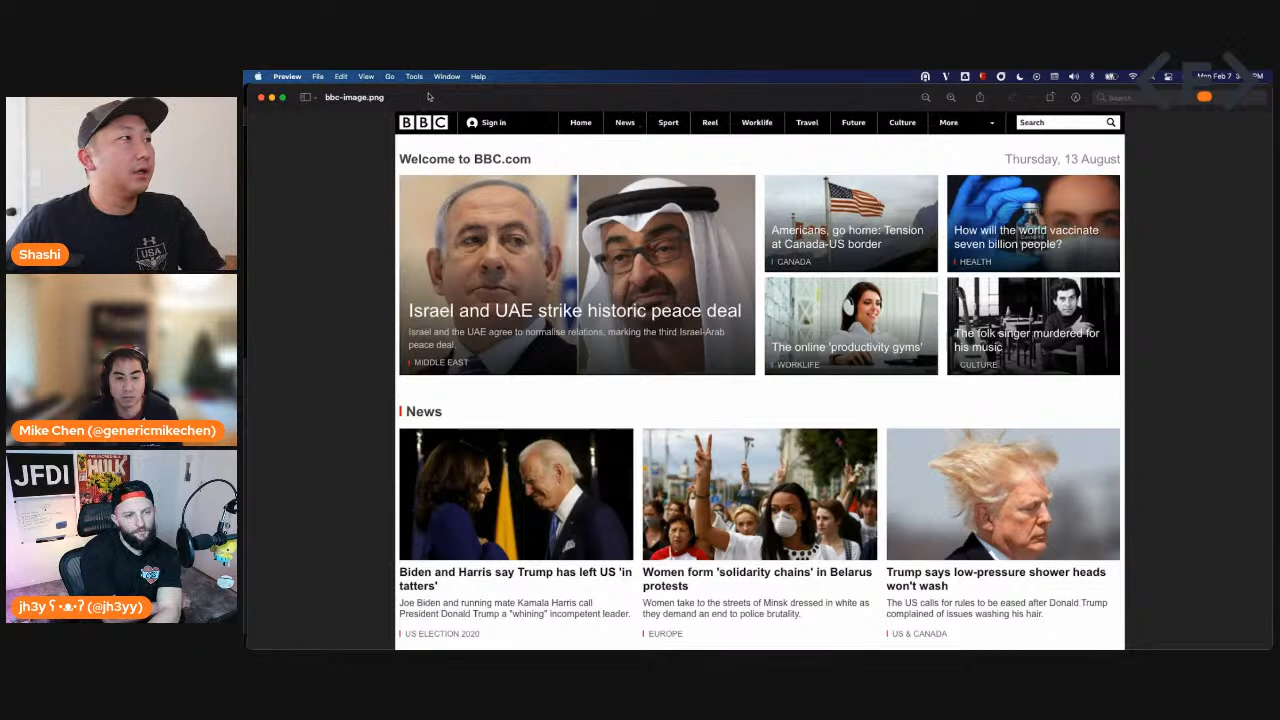 Preview File Edit View Go Tools Window Help
Mon Feb 7
bbc-image.png
Search
BBC Sign in Home News Sport Reel Worklife Travel Future Culture More Search
Welcome to BBC.com
Thursday, 13 August
Israel and UAE strike historic peace deal
Israel and the UAE agree to normalise relations, marking the third Israel-Arab
peace deal.
MIDDLE EAST
Americans, go home: Tension
at Canada-US border
CANADA
How will the world vaccinate
seven billion people?
HEALTH
The online 'productivity gyms'
WORKLIFE
The folk singer murdered for
his music
CULTURE
News
Biden and Harris say Trump has left US 'in
tatters'
Joe Biden and running mate Kamala Harris call
President Donald Trump a "whining" incompetent leader.
US ELECTION 2020
Women form 'solidarity chains' in Belarus
protests
Women take to the streets of Minsk dressed in white as
they demand an end to police brutality.
EUROPE
Trump says low-pressure shower heads
won't wash
The US calls for rules to be eased after Donald Trump
complained of issues washing his hair.
US & CANADA
USA
Shashi
Mike Chen (@genericmikechen)
JFDI
HULK
jh3y ʕ •ᴥ•ʔ (@jh3yy)
<E>